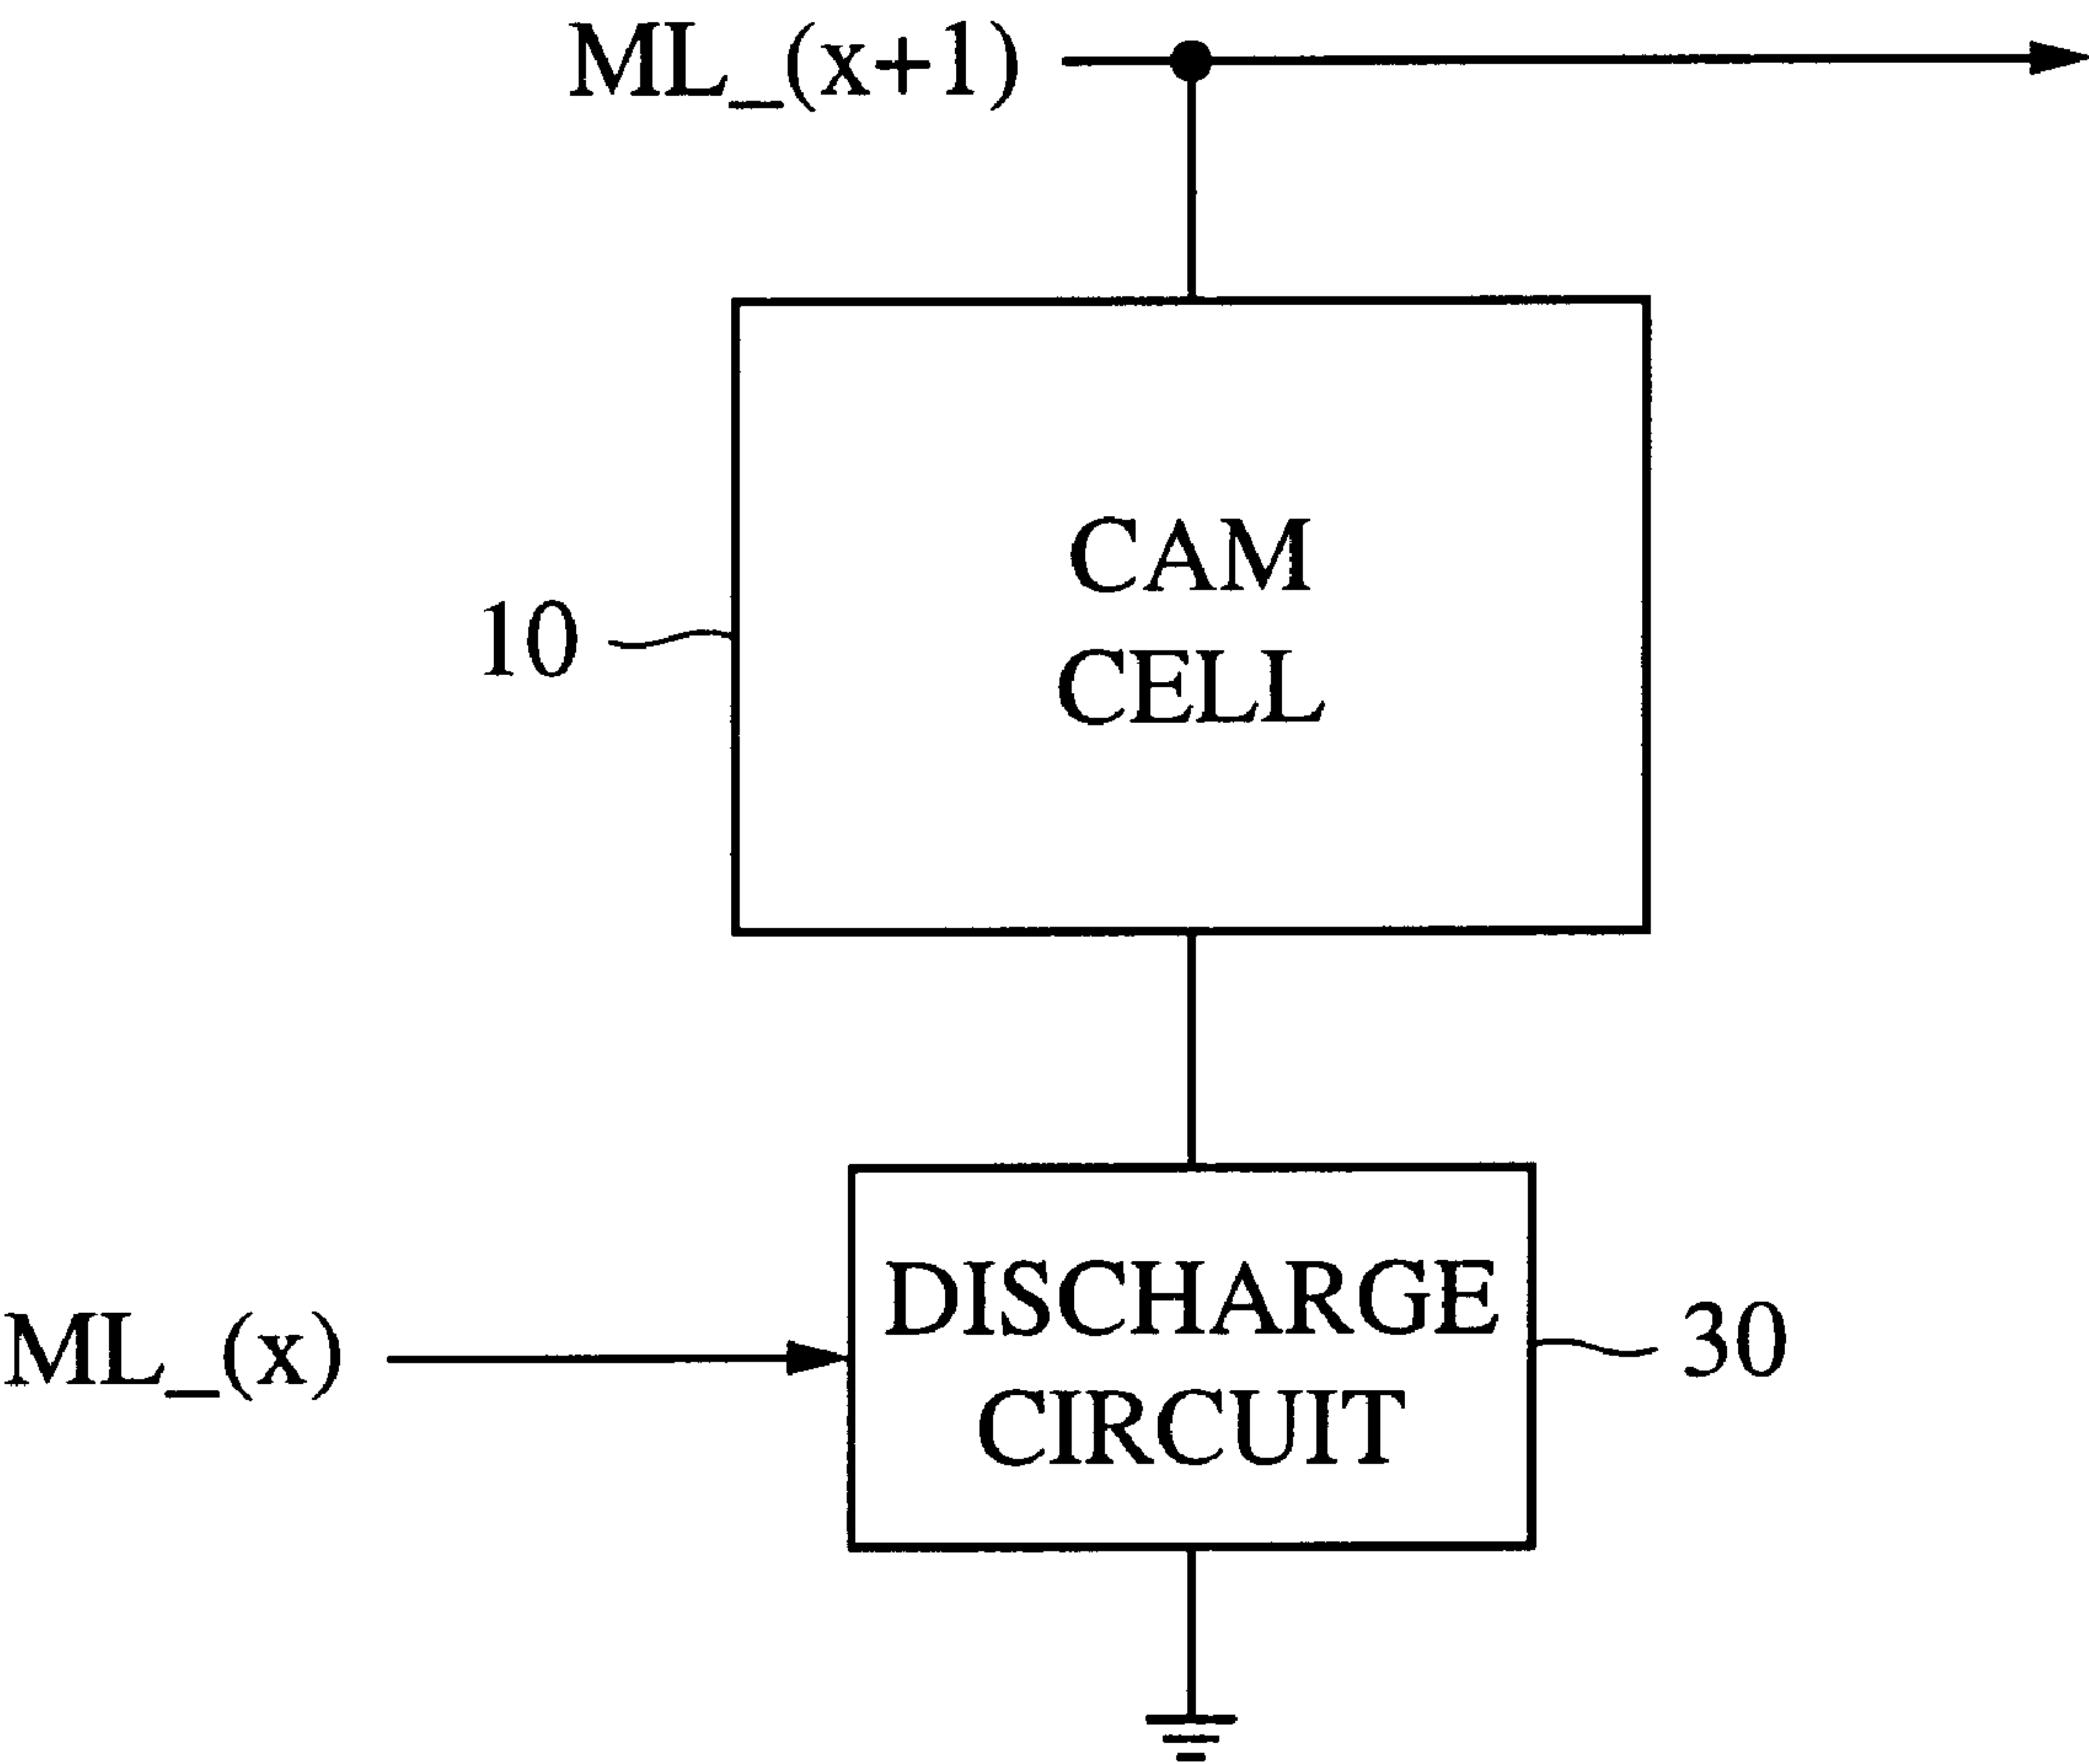 ML_(x+1)
CAM
CELL
10
DISCHARGE
CIRCUIT
ML_(x)
30